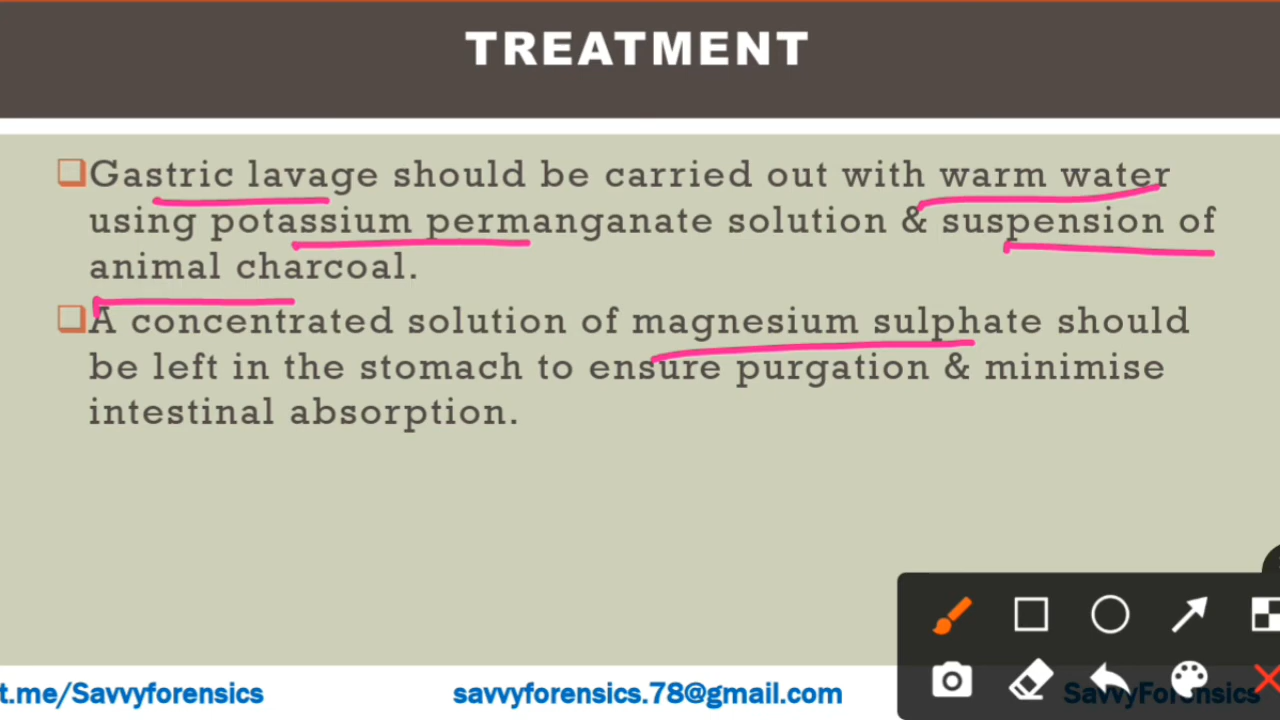 TREATMENT
Gastric lavage should be carried out with warm water
using potassium permanganate solution & suspension of
animal charcoal.
A concentrated solution of magnesium sulphate should
be left in the stomach to ensure purgation & minimise
intestinal absorption.
t.me/Savvyforensics savvyforensics.78@gmail.com SavvyForensics